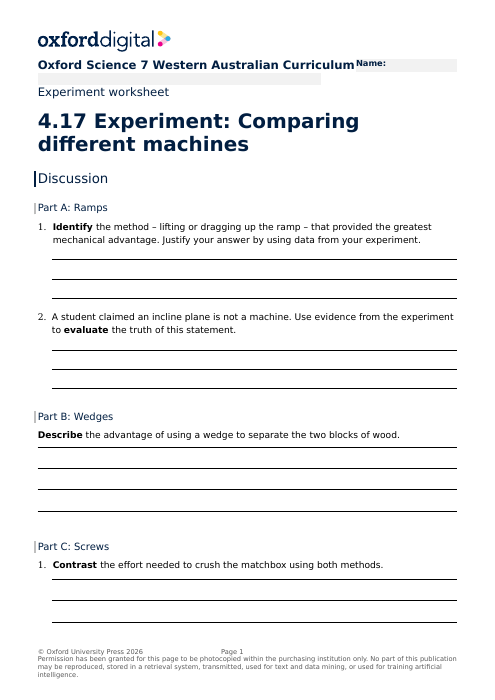 oxforddigital
Oxford Science 7 Western Australian Curriculum Name:
Experiment worksheet
4.17 Experiment: Comparing
different machines
Discussion
Part A: Ramps
1. Identify the method – lifting or dragging up the ramp – that provided the greatest
mechanical advantage. Justify your answer by using data from your experiment.
2. A student claimed an incline plane is not a machine. Use evidence from the experiment
to evaluate the truth of this statement.
Part B: Wedges
Describe the advantage of using a wedge to separate the two blocks of wood.
Part C: Screws
1. Contrast the effort needed to crush the matchbox using both methods.
© Oxford University Press 2026 Page 1
Permission has been granted for this page to be photocopied within the purchasing institution only. No part of this publication
may be reproduced, stored in a retrieval system, transmitted, used for text and data mining, or used for training artificial
intelligence.